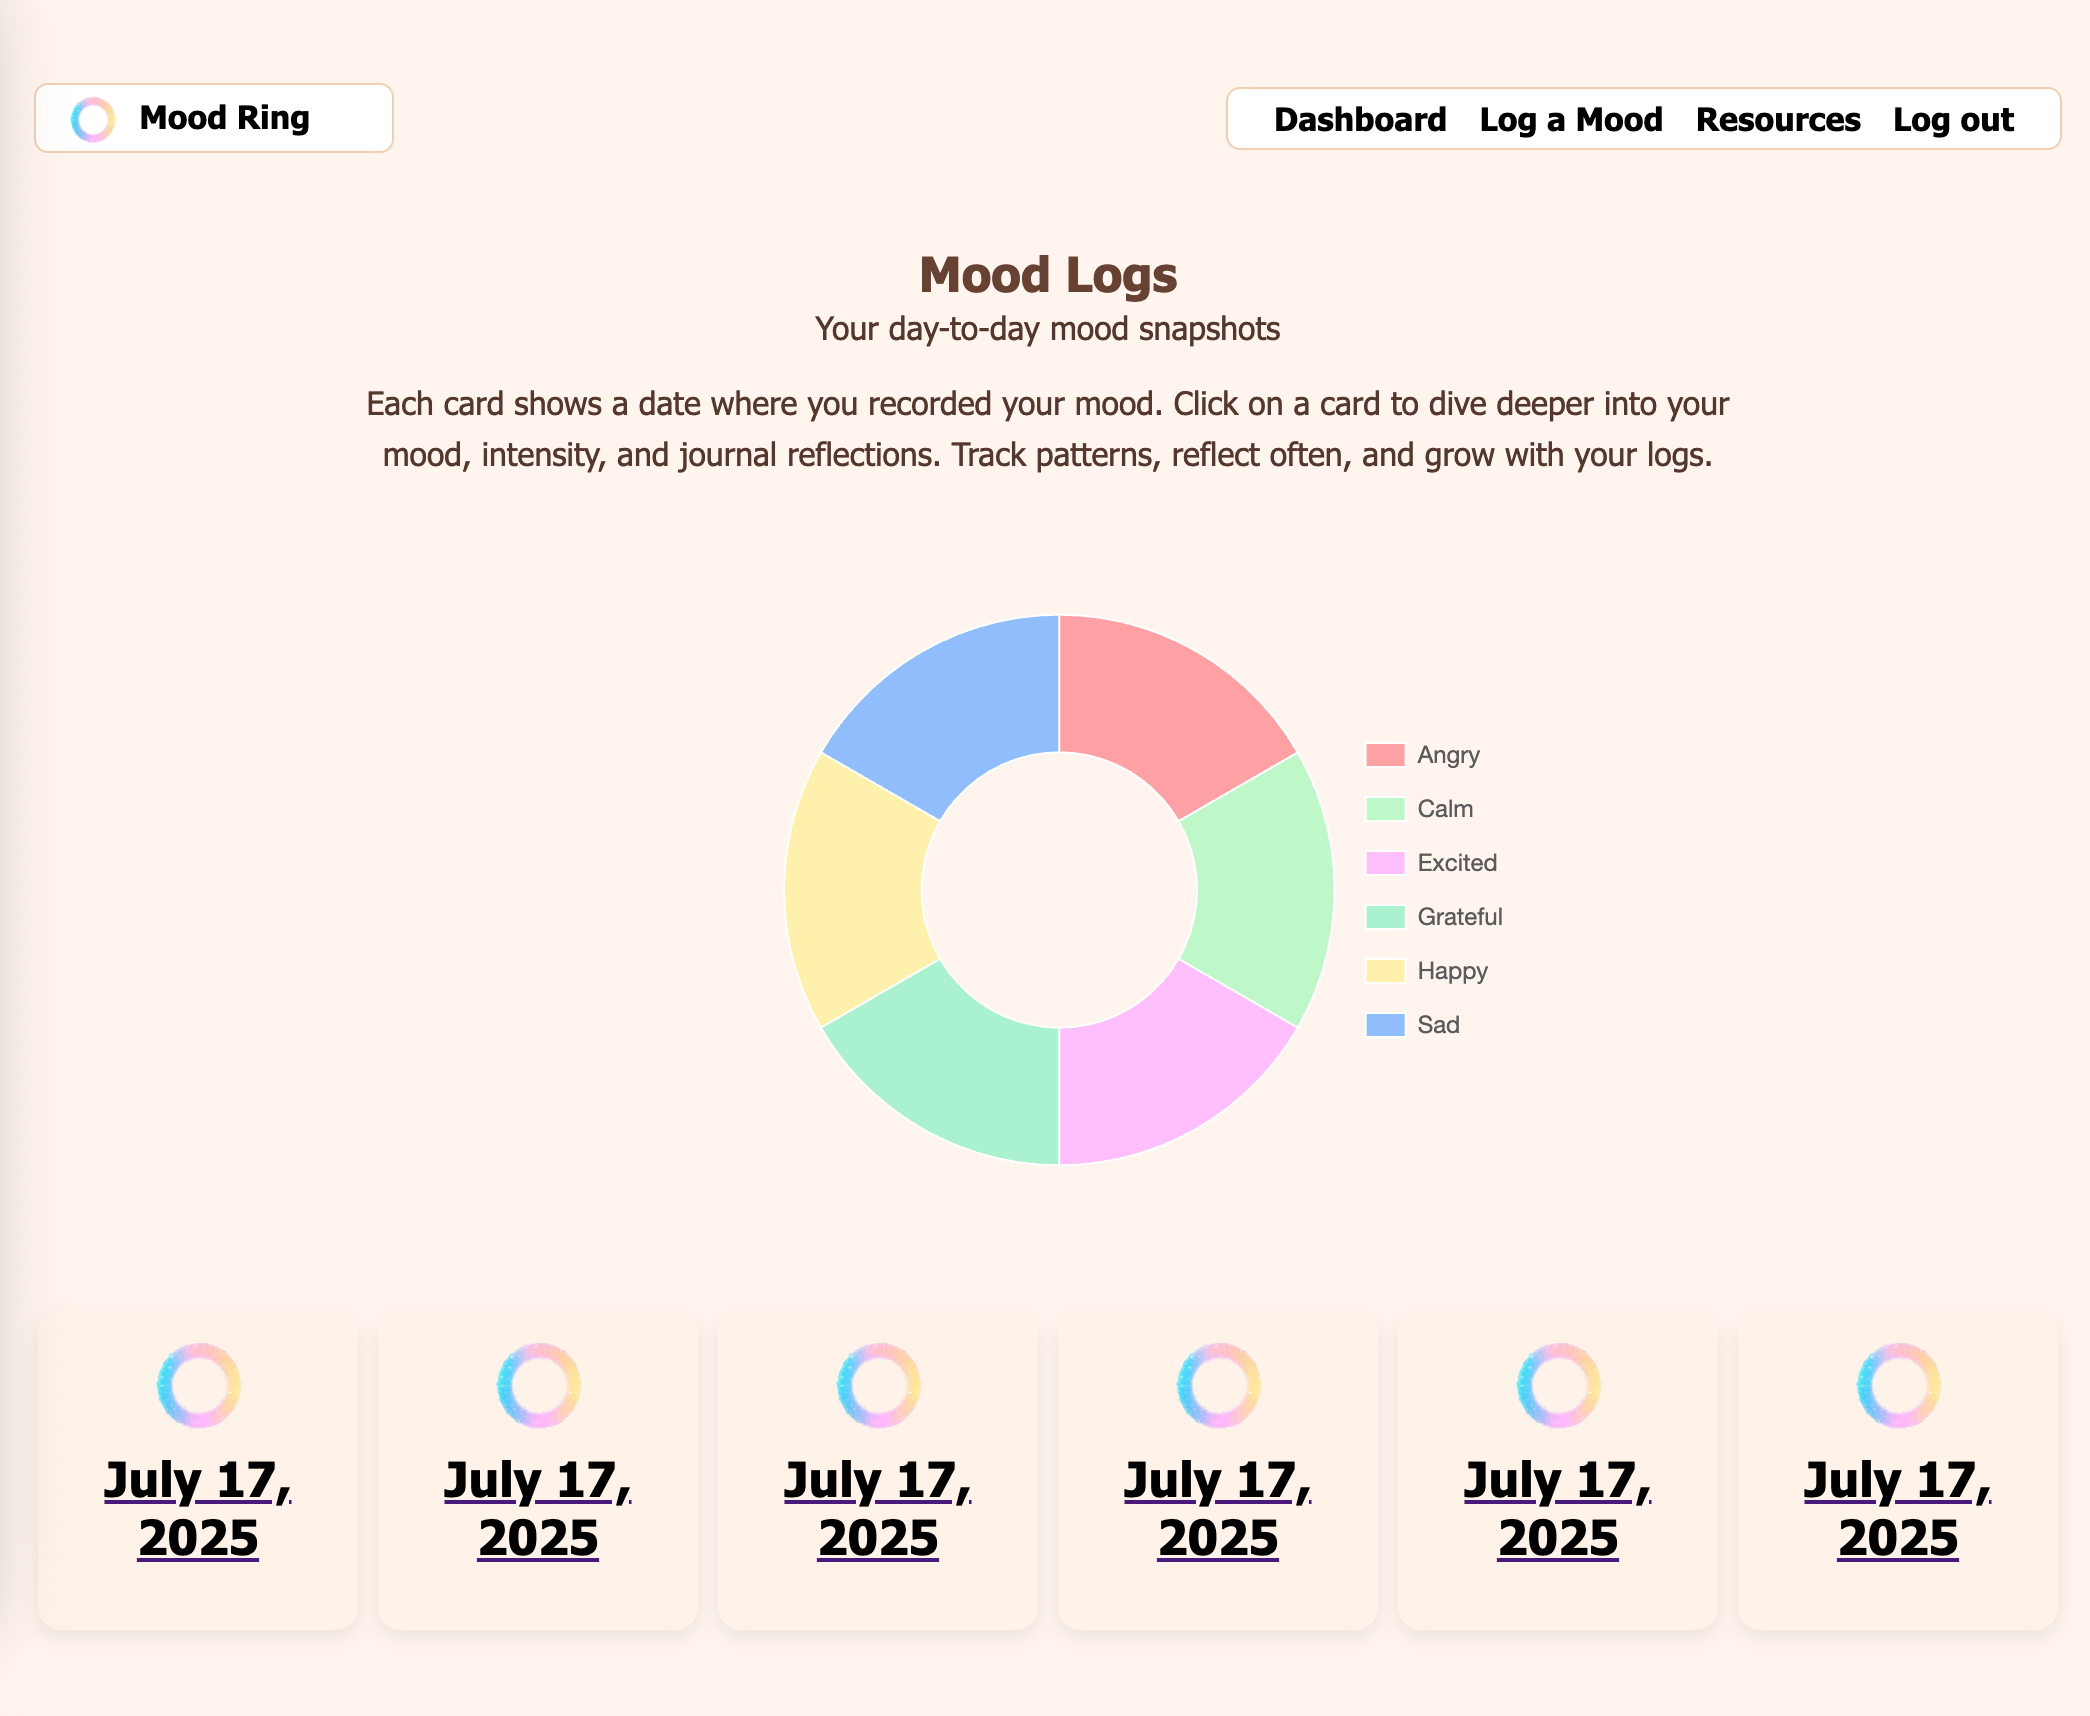 Mood Ring
Dashboard Log a Mood Resources Log out
Mood Logs
Your day-to-day mood snapshots
Each card shows a date where you recorded your mood. Click on a card to dive deeper into your
mood, intensity, and journal reflections. Track patterns, reflect often, and grow with your logs.
Angry
Calm
Excited
Grateful
Happy
Sad
July 17,
2025
July 17,
2025
July 17,
2025
July 17,
2025
July 17,
2025
July 17,
2025